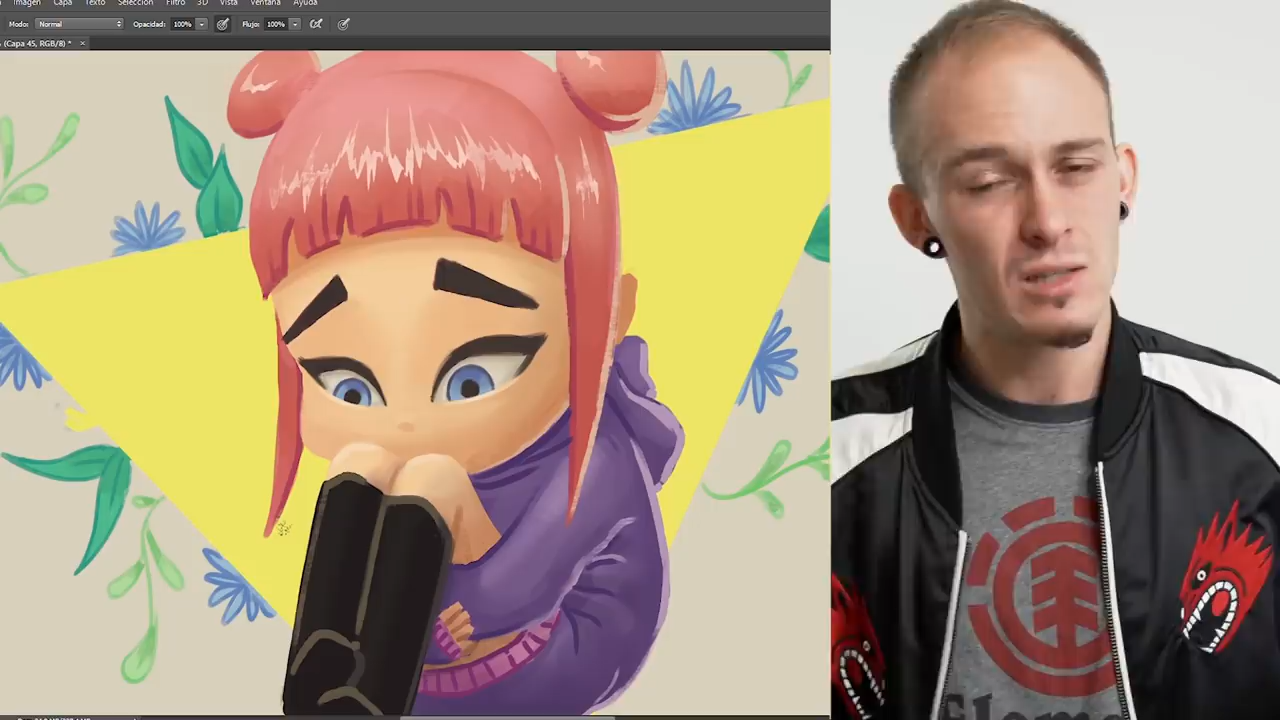 Imagen Capa Texto Selección Filtro 3D Vista Ventana Ayuda
Modo: Normal Opacidad: 100% Flujo: 100%
(Capa 45, RGB/8) * ×